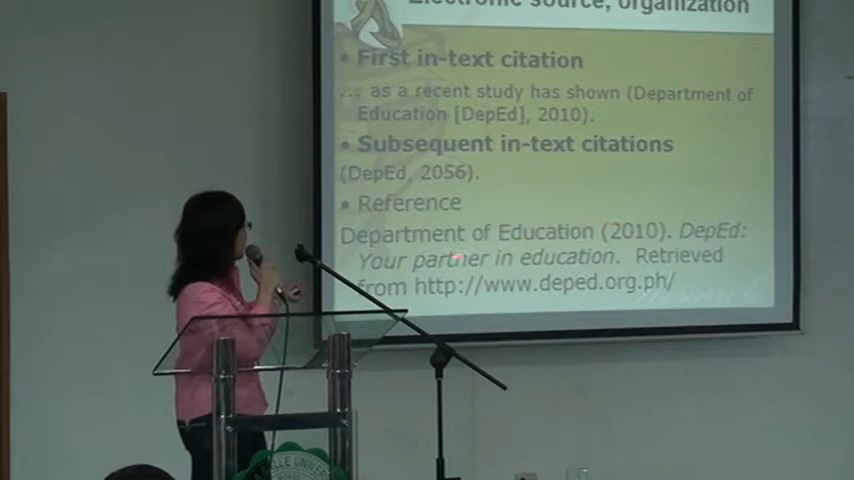 Electronic source, organization
• First in-text citation
... as a recent study has shown (Department of
Education [DepEd], 2010).
• Subsequent in-text citations
(DepEd, 2056).
• Reference
Department of Education (2010). DepEd:
Your partner in education. Retrieved
from http://www.deped.org.ph/